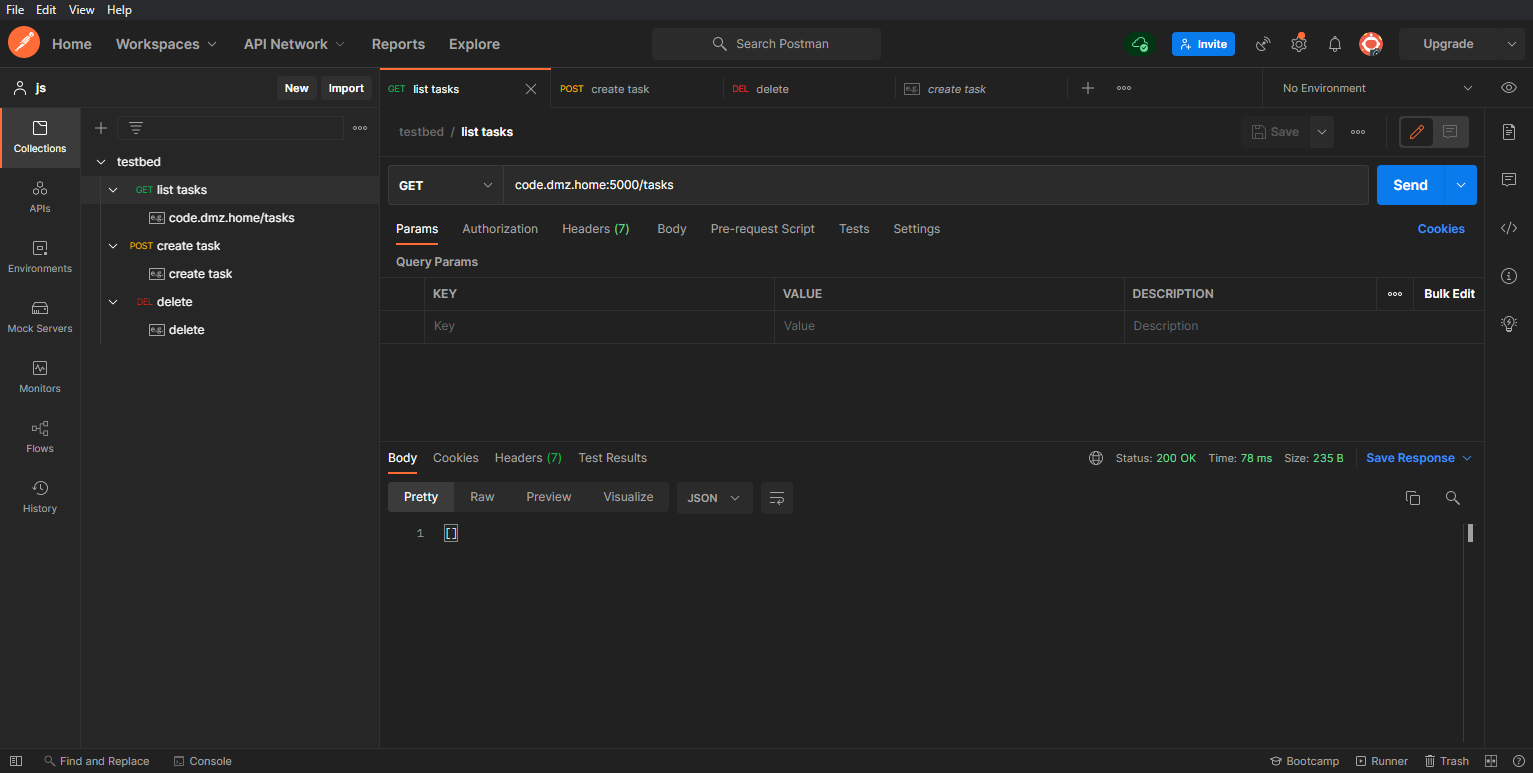 File Edit View Help
Home Workspaces API Network Reports Explore Search Postman Invite Upgrade
js New Import GET list tasks POST create task DEL delete e.g. create task No Environment
testbed / list tasks Save
Collections
APIs
Environments
Mock Servers
Monitors
Flows
History
testbed
GET list tasks
e.g. code.dmz.home/tasks
POST create task
e.g. create task
DEL delete
e.g. delete
GET code.dmz.home:5000/tasks Send
Params Authorization Headers (7) Body Pre-request Script Tests Settings Cookies
Query Params
KEY VALUE DESCRIPTION Bulk Edit
Key Value Description
Body Cookies Headers (7) Test Results Status: 200 OK Time: 78 ms Size: 235 B Save Response
Pretty Raw Preview Visualize JSON
1 []
Find and Replace Console Bootcamp Runner Trash